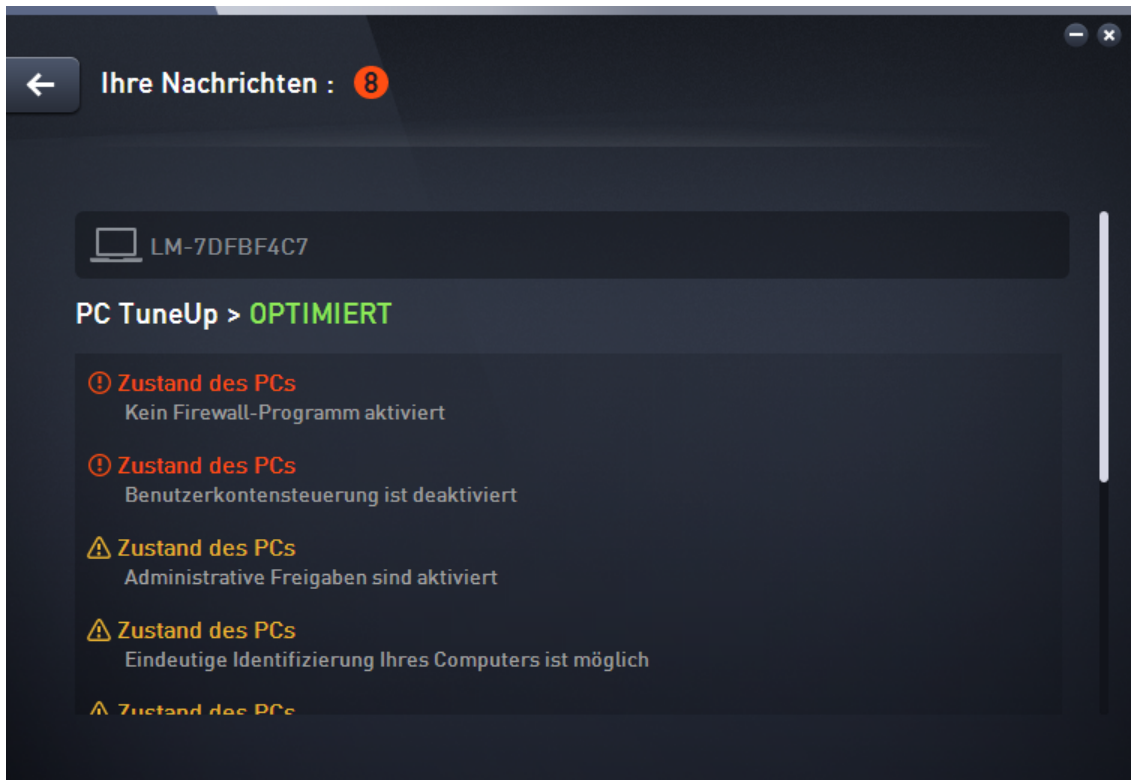 Ihre Nachrichten : 8
LM-7DFBF4C7
PC TuneUp > OPTIMIERT
Zustand des PCs
Kein Firewall-Programm aktiviert
Zustand des PCs
Benutzerkontensteuerung ist deaktiviert
Zustand des PCs
Administrative Freigaben sind aktiviert
Zustand des PCs
Eindeutige Identifizierung Ihres Computers ist möglich
Zustand des PCs